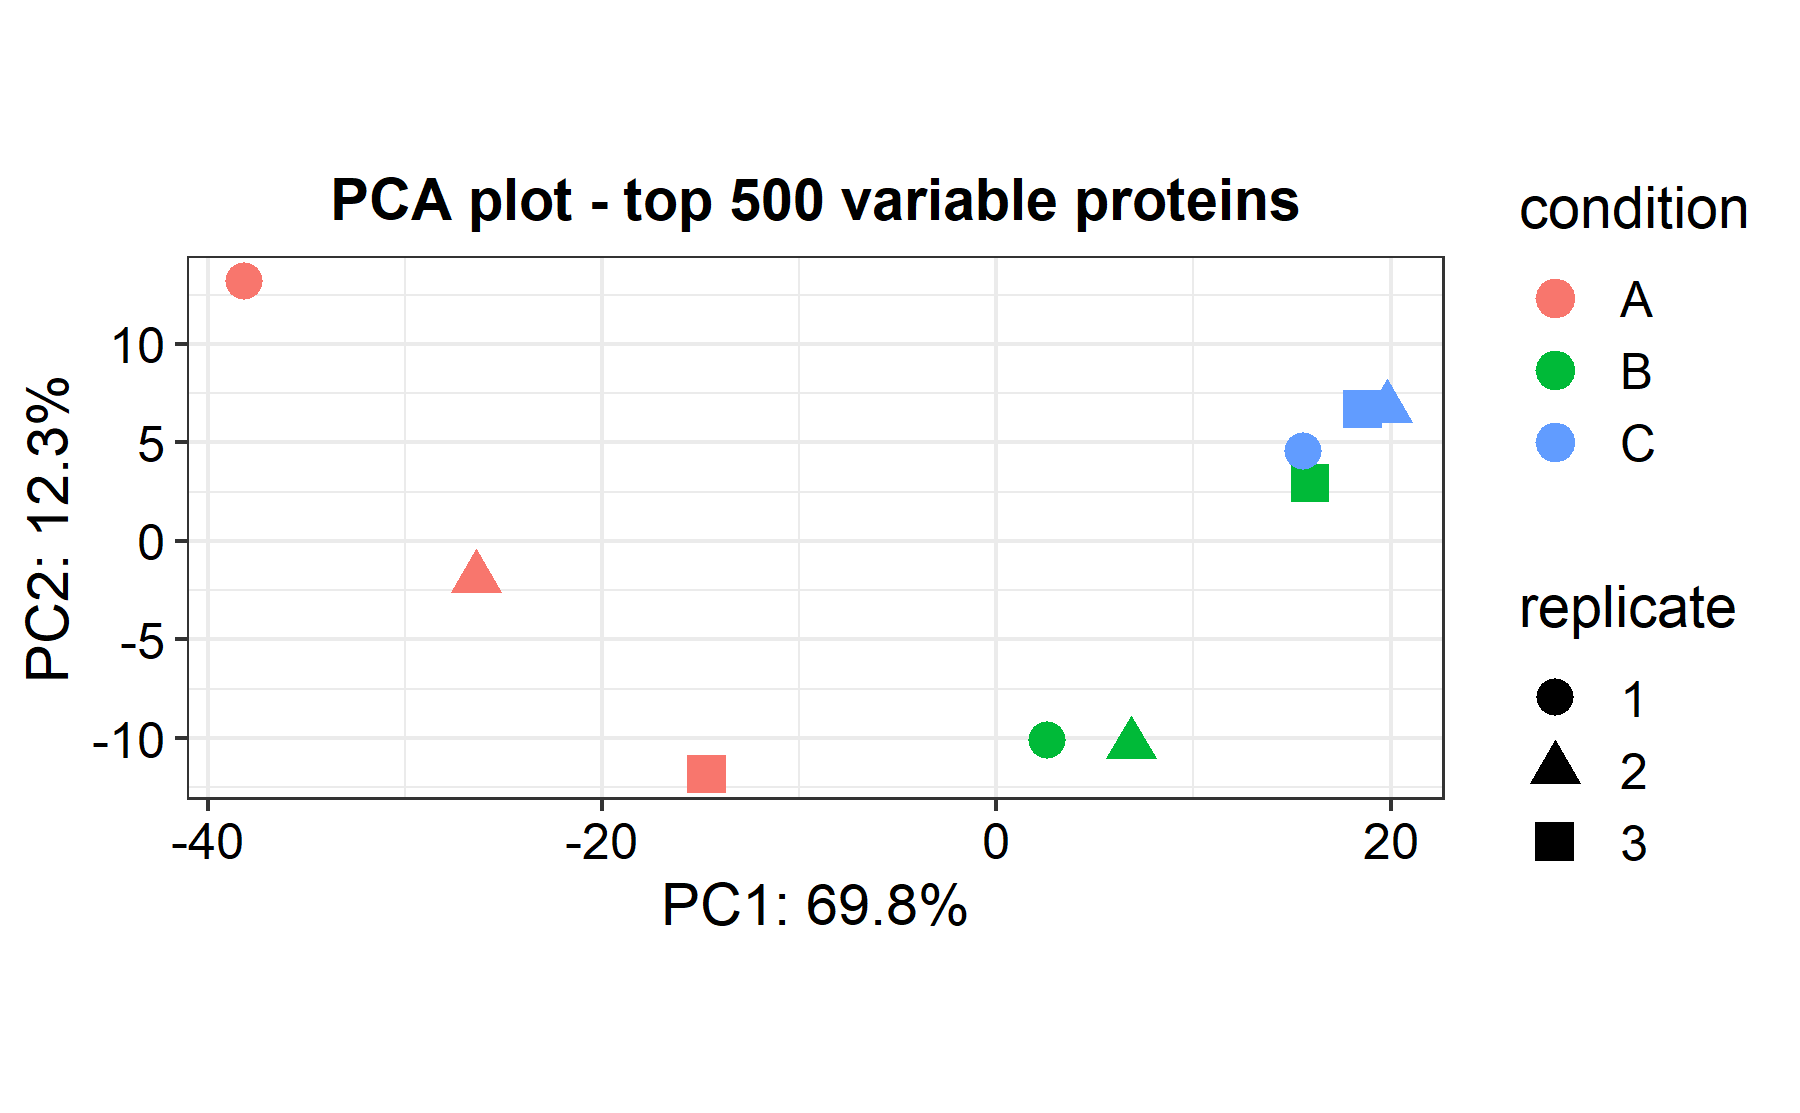 PCA plot - top 500 variable proteins
PC2: 12.3%
10
5
0
-5
-10
-40 -20 0 20
PC1: 69.8%
condition
A
B
C
replicate
1
2
3